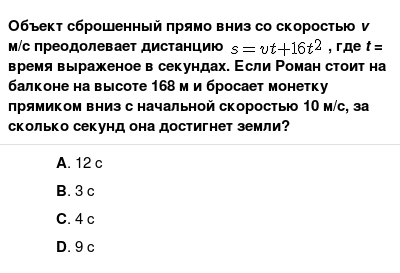 Объект сброшенный прямо вниз со скоростью v
м/с преодолевает дистанцию s=vt+16t², где t =
время выраженое в секундах. Если Роман стоит на
балконе на высоте 168 м и бросает монетку
прямиком вниз с начальной скоростью 10 м/с, за
сколько секунд она достигнет земли?
A. 12 с
B. 3 с
C. 4 с
D. 9 с